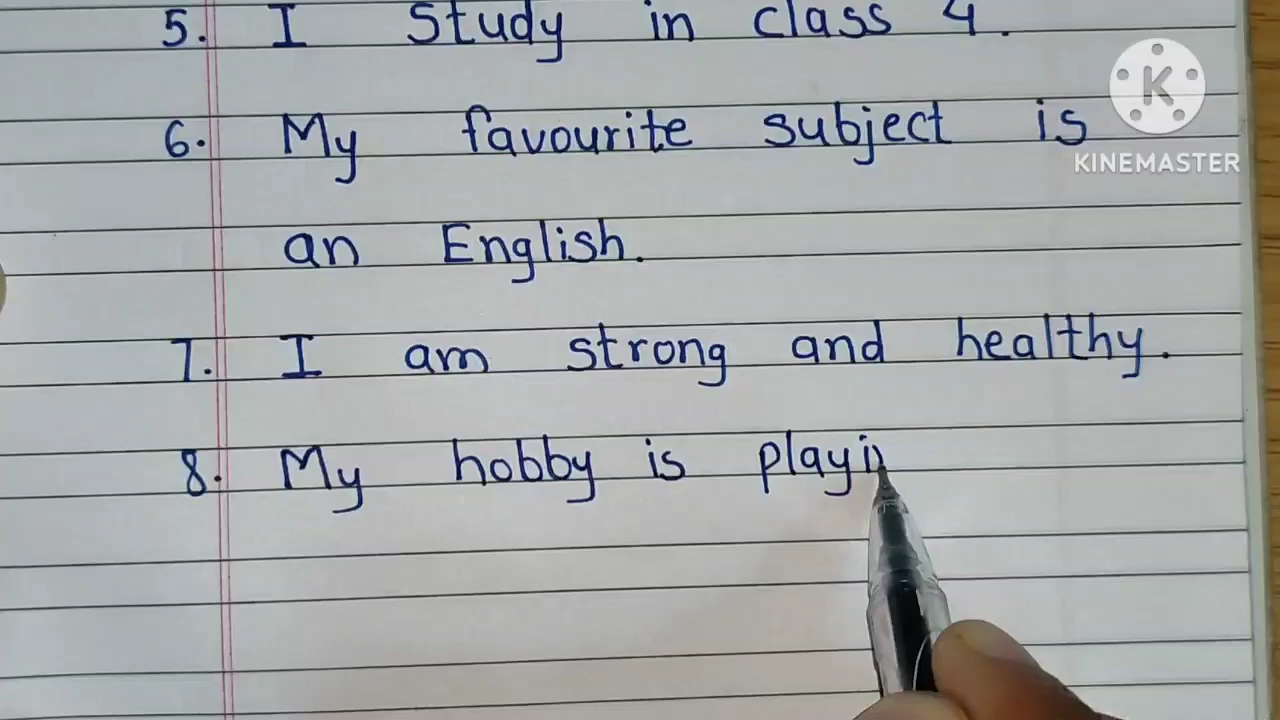 5. I Study in class 4.
6. My favourite subject is
an English.
7. I am strong and healthy.
8. My hobby is playi
K
KINEMASTER